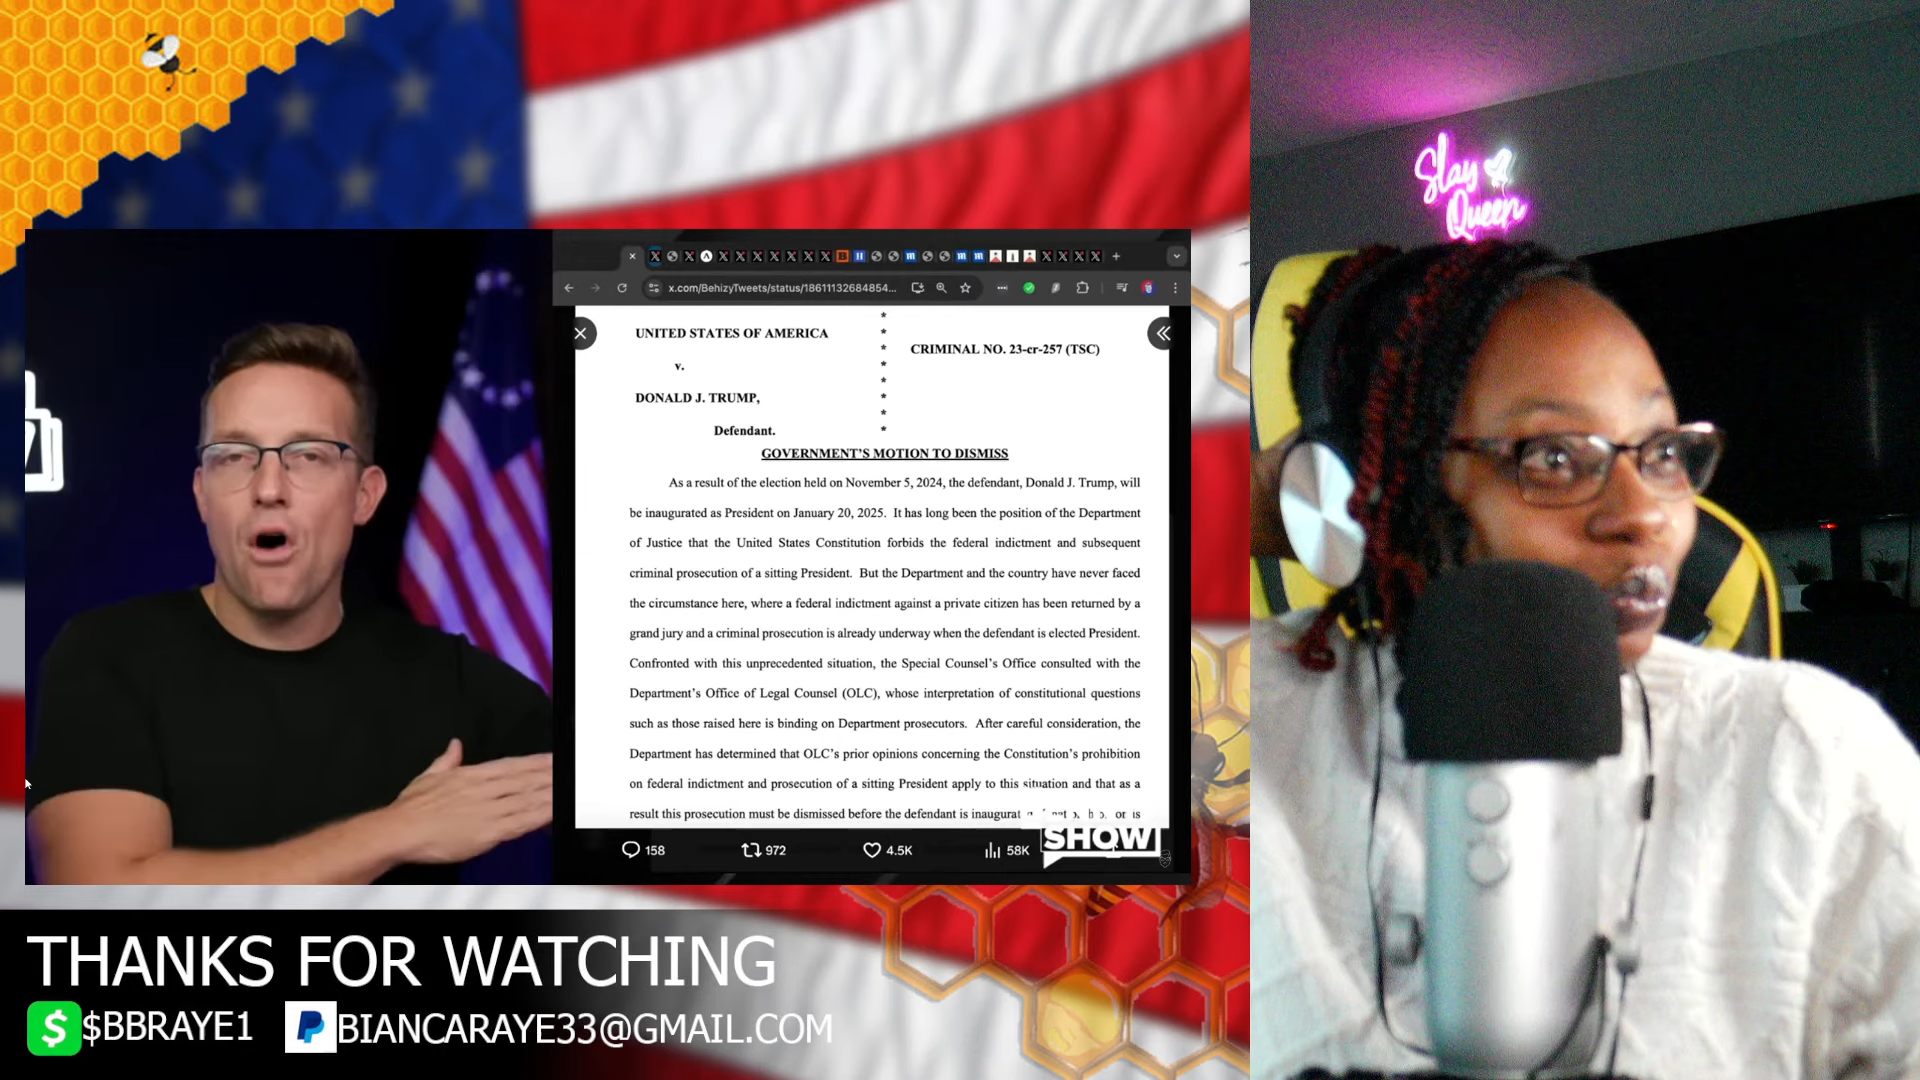 Slay
Queen
x.com/BehizyTweets/status/18611132684854...
UNITED STATES OF AMERICA
v.
DONALD J. TRUMP,
Defendant.
CRIMINAL NO. 23-cr-257 (TSC)
GOVERNMENT'S MOTION TO DISMISS
As a result of the election held on November 5, 2024, the defendant, Donald J. Trump, will
be inaugurated as President on January 20, 2025. It has long been the position of the Department
of Justice that the United States Constitution forbids the federal indictment and subsequent
criminal prosecution of a sitting President. But the Department and the country have never faced
the circumstance here, where a federal indictment against a private citizen has been returned by a
grand jury and a criminal prosecution is already underway when the defendant is elected President.
Confronted with this unprecedented situation, the Special Counsel's Office consulted with the
Department's Office of Legal Counsel (OLC), whose interpretation of constitutional questions
such as those raised here is binding on Department prosecutors. After careful consideration, the
Department has determined that OLC's prior opinions concerning the Constitution's prohibition
on federal indictment and prosecution of a sitting President apply to this situation and that as a
result this prosecution must be dismissed before the defendant is
158 972 4.5K 58K
SHOW
THANKS FOR WATCHING
$BBRAYE1 BIANCARAYE33@GMAIL.COM